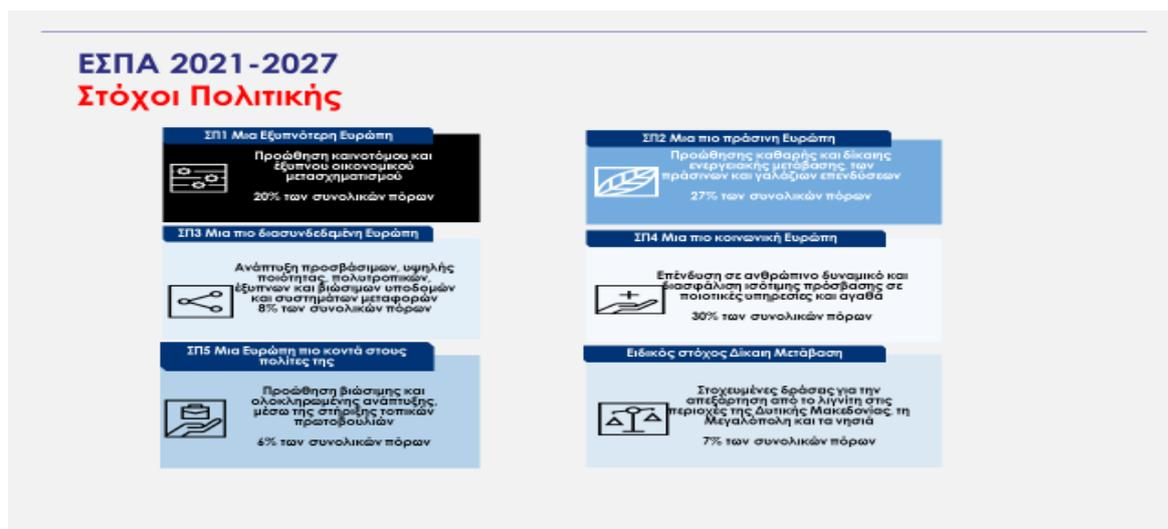 ΕΣΠΑ 2021-2027
Στόχοι Πολιτικής
ΣΠ1 Μια Εξυπνότερη Ευρώπη
Προώθηση καινοτόμου και
έξυπνου οικονομικού
μετασχηματισμού
20% των συνολικών πόρων
ΣΠ2 Μια πιο πράσινη Ευρώπη
Προώθησης καθαρής και δίκαιης
ενεργειακής μετάβασης, των
πράσινων και γαλάζιων επενδύσεων
27% των συνολικών πόρων
ΣΠ3 Μια πιο διασυνδεδεμένη Ευρώπη
Ανάπτυξη προσβάσιμων, υψηλής
ποιότητας, πολυτροπικών,
έξυπνων και βιώσιμων υποδομών
και συστημάτων μεταφορών
8% των συνολικών πόρων
ΣΠ4 Μια πιο κοινωνική Ευρώπη
Επένδυση σε ανθρώπινο δυναμικό και
διασφάλιση ισότιμης πρόσβασης σε
ποιοτικές υπηρεσίες και αγαθά
30% των συνολικών πόρων
ΣΠ5 Μια Ευρώπη πιο κοντά στους
πολίτες της
Προώθηση βιώσιμης και
ολοκληρωμένης ανάπτυξης,
μέσω της στήριξης τοπικών
πρωτοβουλιών
6% των συνολικών πόρων
Ειδικός στόχος Δίκαιη Μετάβαση
Στοχευμένες δράσεις για την
απεξάρτηση από το λιγνίτη στις
περιοχές της Δυτικής Μακεδονίας, τη
Μεγαλόπολη και τα νησιά
7% των συνολικών πόρων